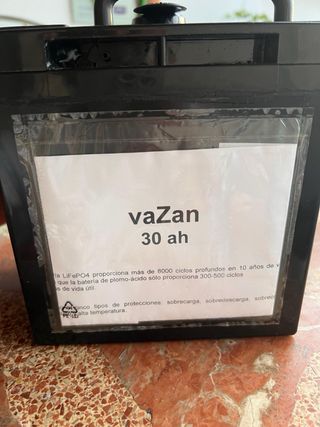 vaZan
30 ah
LiFePO4 proporciona más de 6000 ciclos profundos en 10 años de
que la batería de plomo-ácido sólo proporciona 300-500 ciclos
de vida útil
tipos de protecciones: sobrecarga, sobredescarga,
alta temperatura.